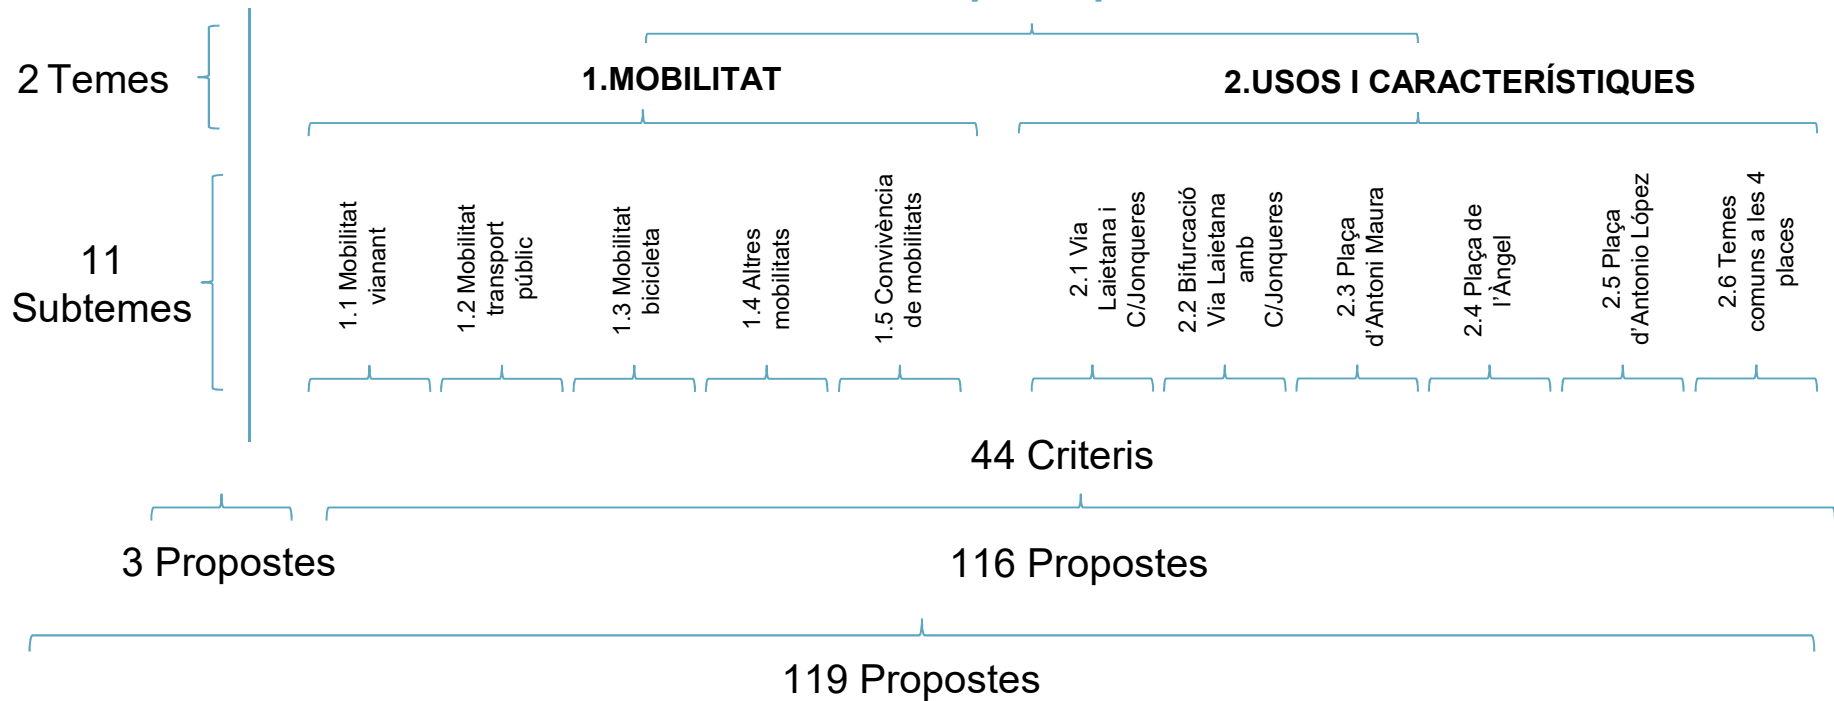 2 Temes
1.MOBILITAT
2.USOS I CARACTERÍSTIQUES
11
Subtemes
1.1 Mobilitat
vianant
1.2 Mobilitat
transport
públic
1.3 Mobilitat
bicicleta
1.4 Altres
mobilitats
1.5 Convivència
de mobilitats
2.1 Via
Laietana i
C/Jonqueres
2.2 Bifurcació
Via Laietana
amb
C/Jonqueres
2.3 Plaça
d'Antoni Maura
2.4 Plaça de
l'Àngel
2.5 Plaça
d'Antonio López
2.6 Temes
comuns a les 4
places
44 Criteris
3 Propostes
116 Propostes
119 Propostes